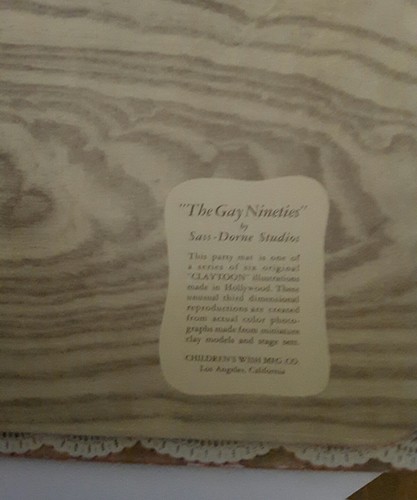 "The Gay Nineties"
by
Sass-Dorne Studios
This party mat is one of
a series of six original
"CLAYTOON" illustrations
made in Hollywood. These
unusual third dimensional
reproductions are created
from actual color photo-
graphs made from miniature
clay models and stage sets.
CHILDREN'S WISH MFG. CO.
Los Angeles, California